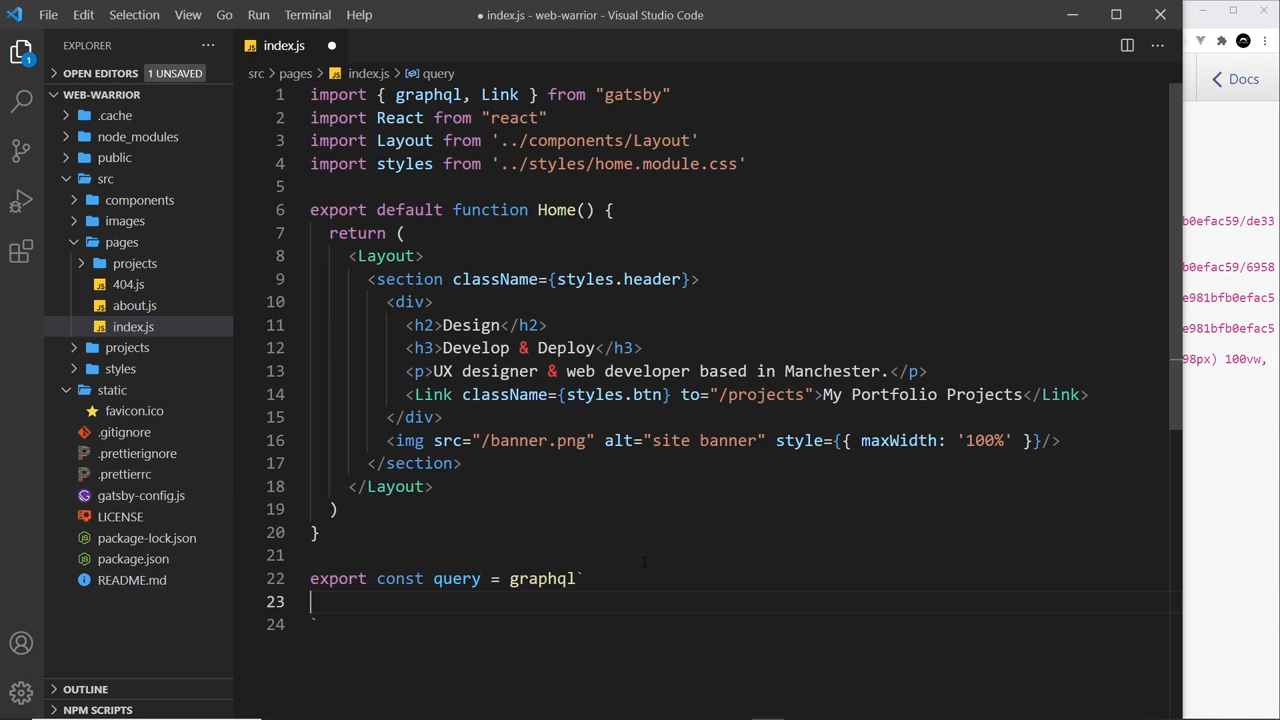 File Edit Selection View Go Run Terminal Help
● index.js - web-warrior - Visual Studio Code
EXPLORER
OPEN EDITORS 1 UNSAVED
WEB-WARRIOR
.cache
node_modules
public
src
components
images
pages
projects
404.js
about.js
index.js
projects
styles
static
favicon.ico
.gitignore
.prettierignore
.prettierrc
gatsby-config.js
LICENSE
package-lock.json
package.json
README.md
OUTLINE
NPM SCRIPTS
1
JS index.js ●
src > pages > JS index.js > query
1 import { graphql, Link } from "gatsby"
2 import React from "react"
3 import Layout from '../components/Layout'
4 import styles from '../styles/home.module.css'
5
6 export default function Home() {
7 return (
8 <Layout>
9 <section className={styles.header}>
10 <div>
11 <h2>Design</h2>
12 <h3>Develop & Deploy</h3>
13 <p>UX designer & web developer based in Manchester.</p>
14 <Link className={styles.btn} to="/projects">My Portfolio Projects</Link>
15 </div>
16 <img src="/banner.png" alt="site banner" style={{ maxWidth: '100%' }}/>
17 </section>
18 </Layout>
19 )
20 }
21
22 export const query = graphql`
23
24 `
Docs
b0efac59/de33
b0efac59/6958
e981bfb0efac5
e981bfb0efac5
98px) 100vw,